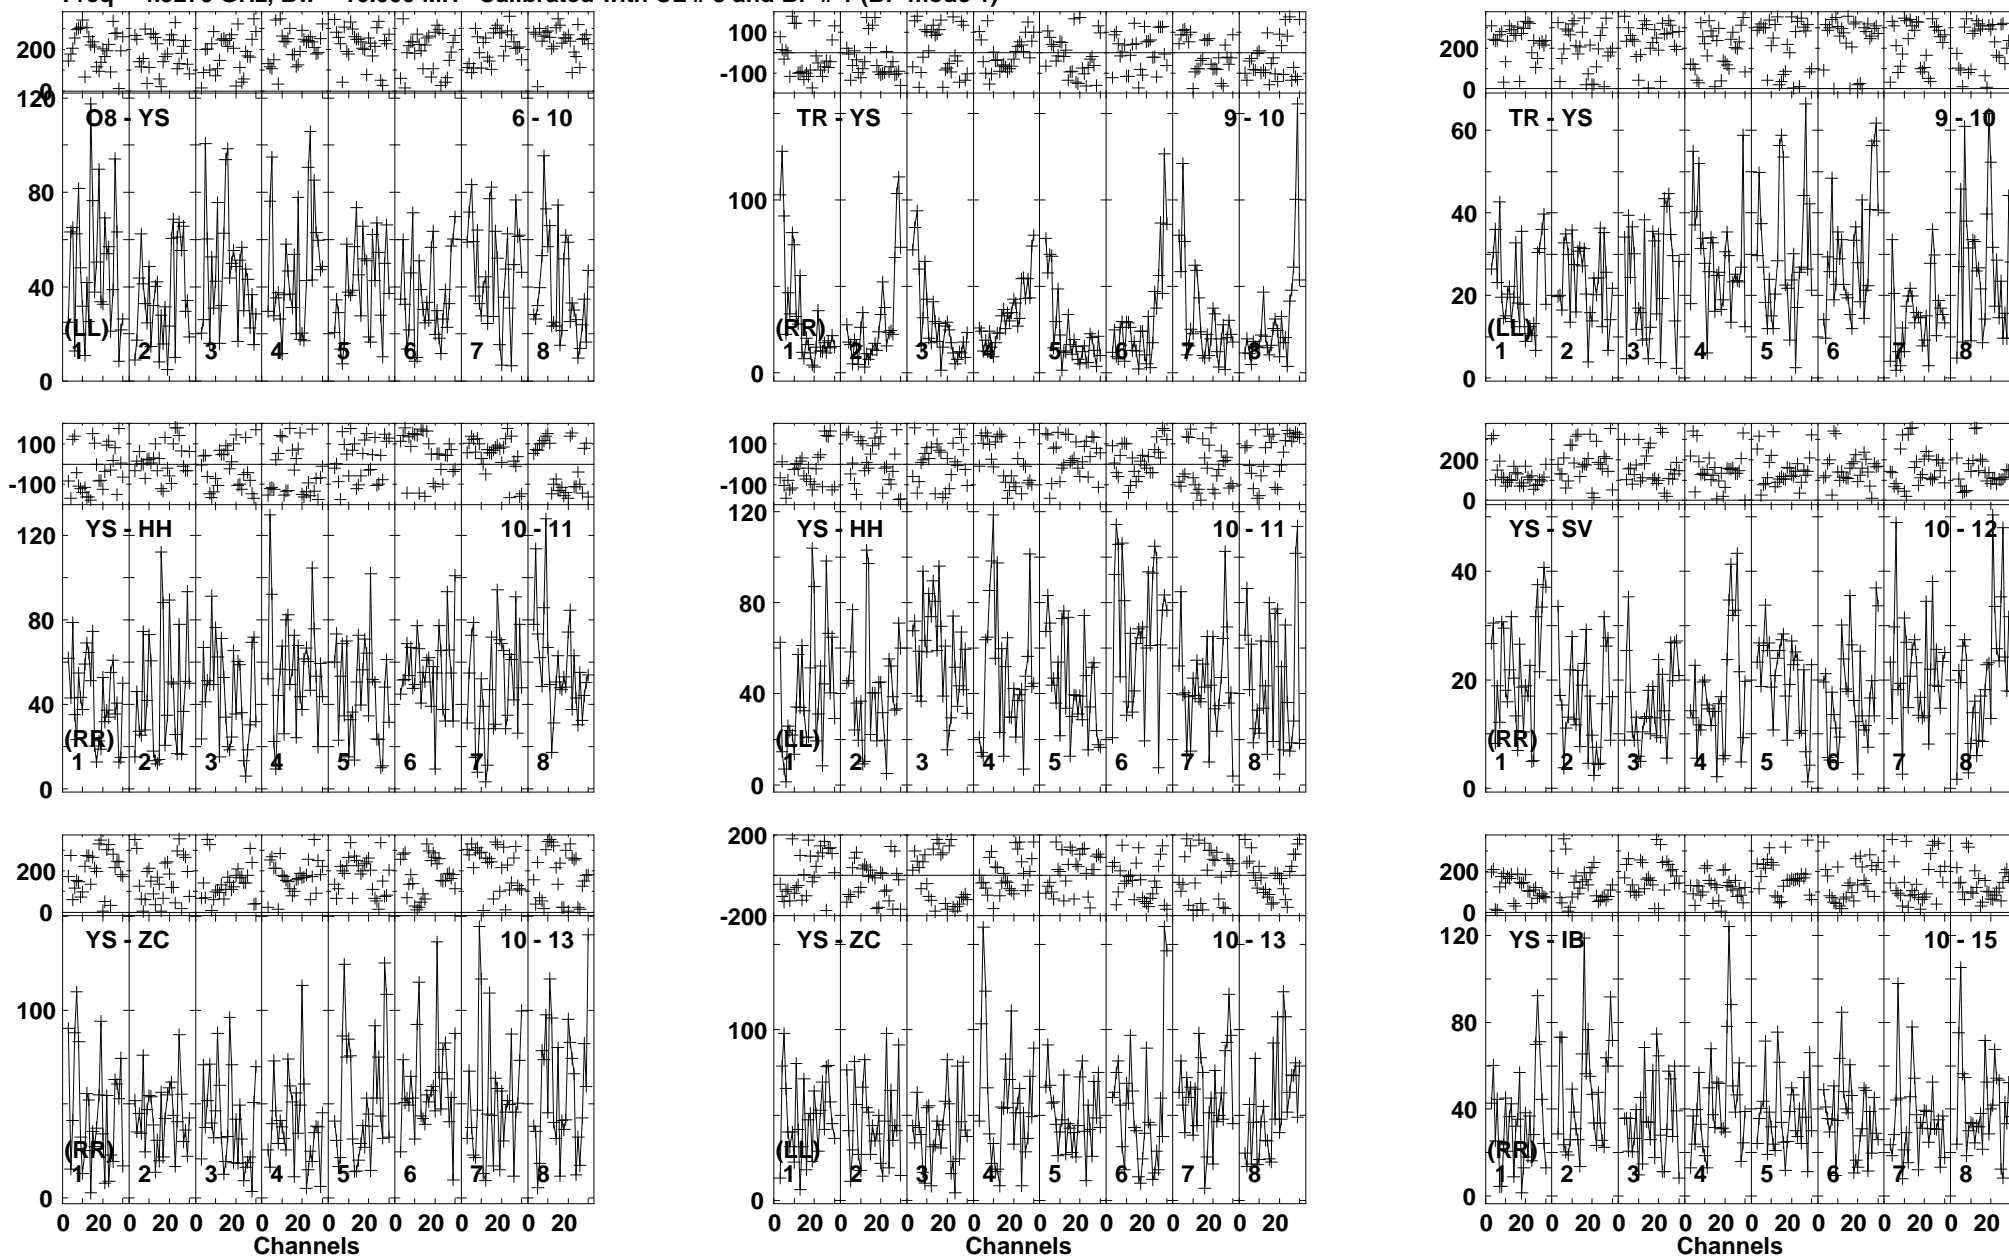 200 100 -100 200 0
0
120 O8 - YS 6 - 10 TR - YS 9 - 10 TR - YS 9 - 10
80 40 0 100 0 60 40 20 0
(LL) (RR) (LL)
1 2 3 4 5 6 7 8 1 2 3 4 5 6 7 8 1 2 3 4 5 6 7 8
100 -100 100 -100 200 0
YS - HH 10 - 11 YS - HH 10 - 11 YS - SV 10 - 12
120 80 40 0 120 80 40 0 40 20 0
(RR) (LL) (RR)
1 2 3 4 5 6 7 8 1 2 3 4 5 6 7 8 1 2 3 4 5 6 7 8
200 0 200 -200 200 0
YS - ZC 10 - 13 YS - ZC 10 - 13 YS - IB 10 - 15
100 0 100 0 120 80 40 0
(RR) (LL) (RR)
1 2 3 4 5 6 7 8 1 2 3 4 5 6 7 8 1 2 3 4 5 6 7 8
0 20 0 20 0 20 0 20 0 20 0 20 0 20 0 20 0 20 0 20 0 20 0 20 0 20 0 20 0 20 0 20 0 20 0 20 0 20 0 20 0 20 0 20 0 20 0 20
Channels Channels Channels